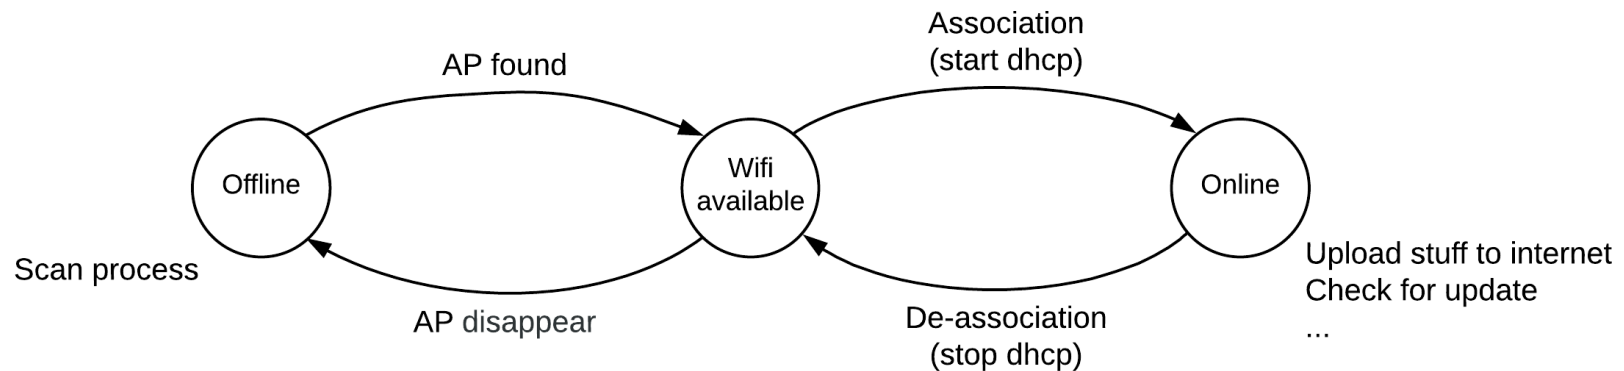 Association
(start dhcp)
AP found
Wifi
available
Offline
Online
Scan process
Upload stuff to internet
Check for update
...
AP disappear
De-association
(stop dhcp)